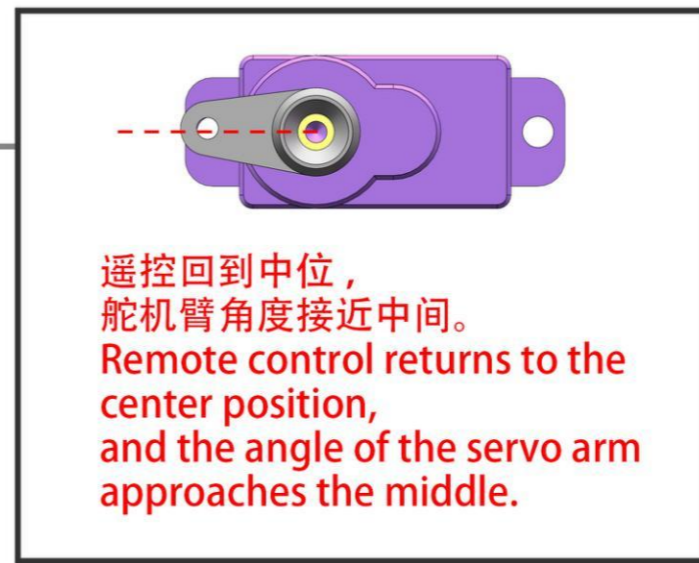 遥控回到中位，
舵机臂角度接近中间。
Remote control returns to the
center position,
and the angle of the servo arm
approaches the middle.